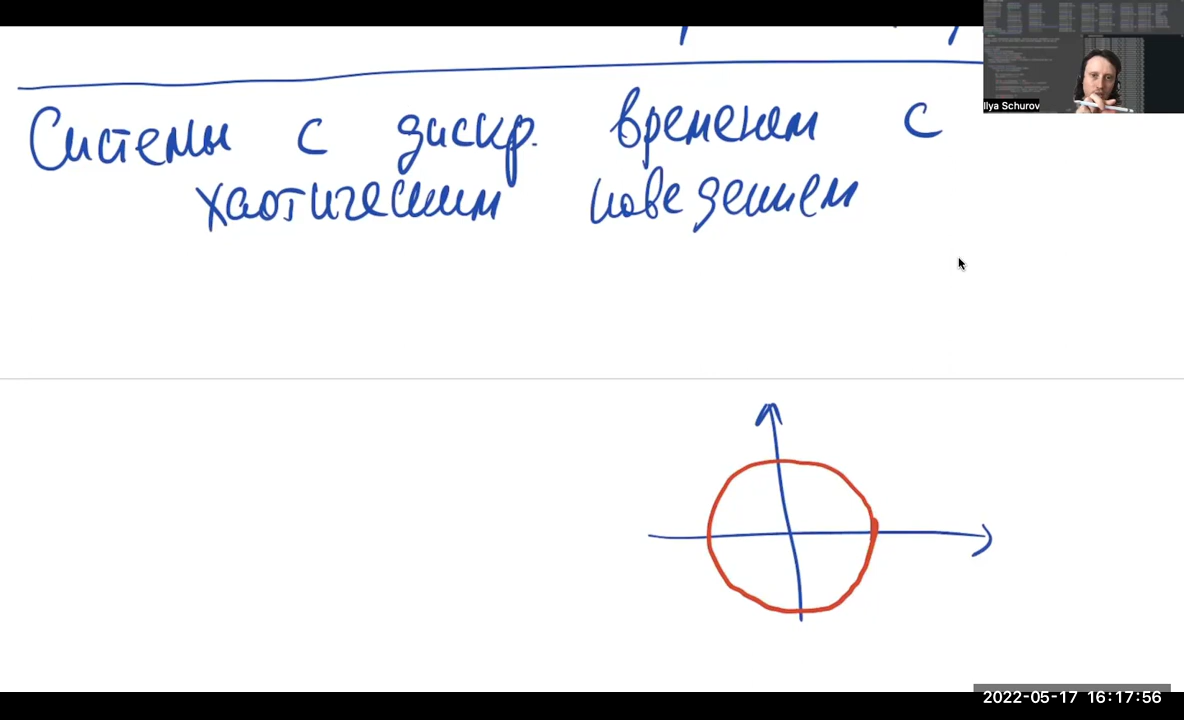 Ilya Schurov
Системы с дискр. временем с
хаотическим поведением
2022-05-17 16:17:56